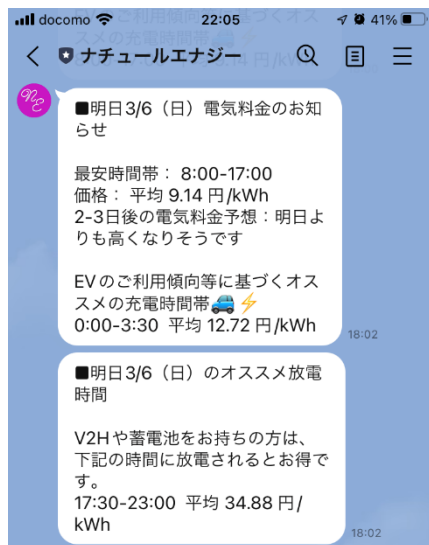 docomo 22:05 41%
ナチュールエナジー
■明日3/6（日）電気料金のお知
らせ
最安時間帯： 8:00-17:00
価格： 平均 9.14 円/kWh
2-3日後の電気料金予想：明日よ
りも高くなりそうです
EVのご利用傾向等に基づくオス
スメの充電時間帯🚙⚡
0:00-3:30 平均 12.72 円/kWh
18:02
■明日3/6（日）のオススメ放電
時間
V2Hや蓄電池をお持ちの方は、
下記の時間に放電されるとお得で
す。
17:30-23:00 平均 34.88 円/
kWh
18:02